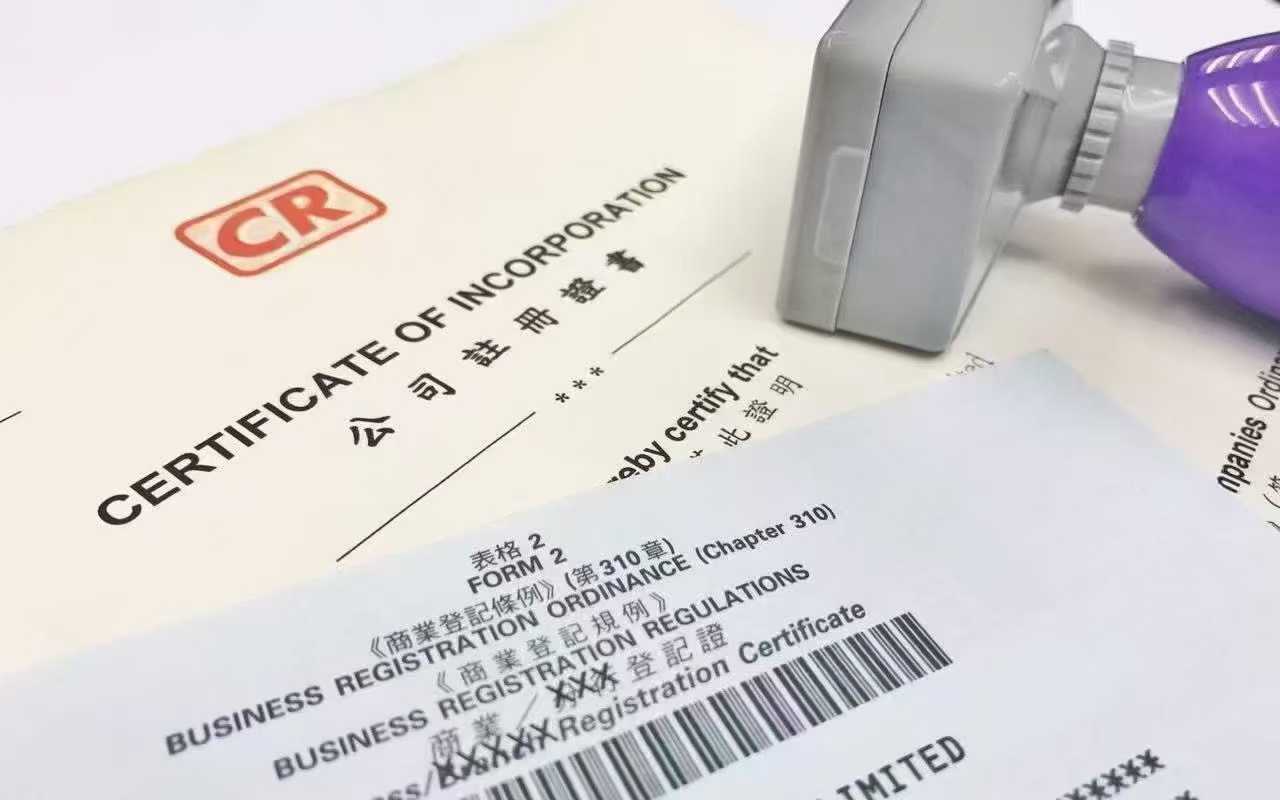 CR
CERTIFICATE OF INCORPORATION
公司註冊證書
***
hereby certify that
此證明
表格 2
FORM 2
《商業登記條例》(第310章)
BUSINESS REGISTRATION ORDINANCE (Chapter 310)
《商業登記規例》
BUSINESS REGISTRATION REGULATIONS
商業/XXX登記證
XXXXXXRegistration Certificate
LIMITED